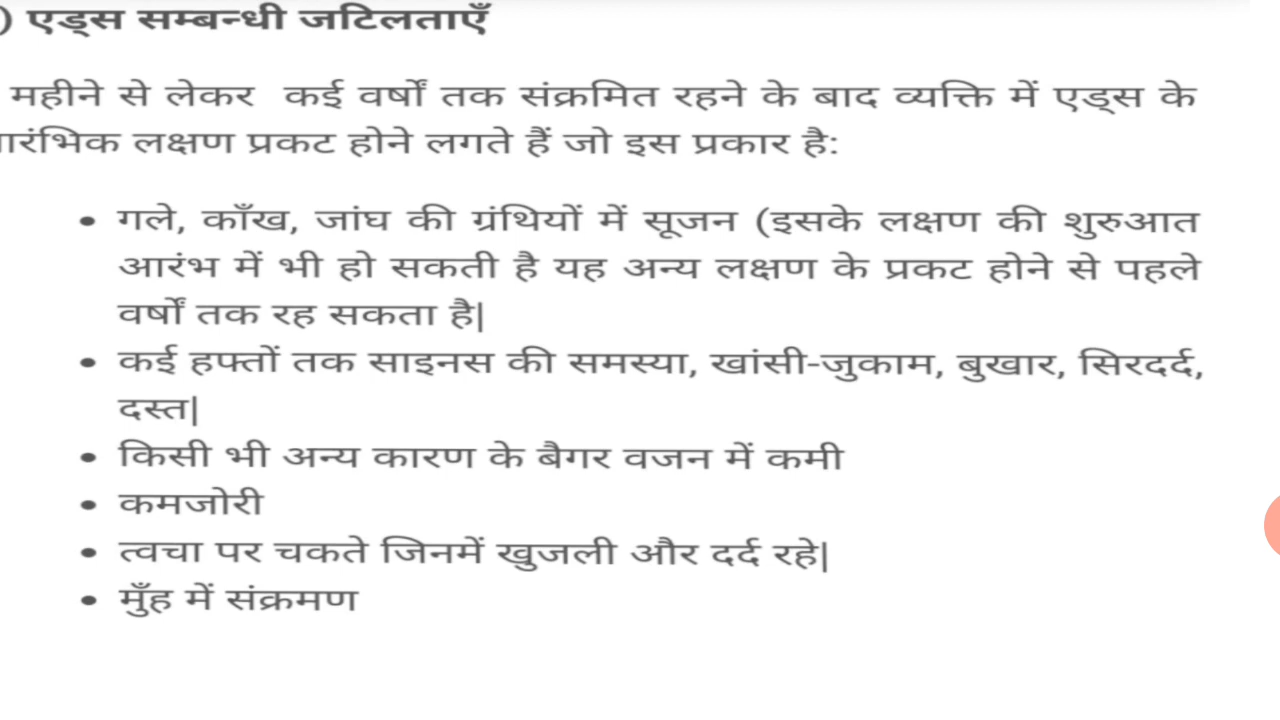 ) एड्स सम्बन्धी जटिलताएँ
महीने से लेकर कई वर्षों तक संक्रमित रहने के बाद व्यक्ति में एड्स के
ारंभिक लक्षण प्रकट होने लगते हैं जो इस प्रकार है:
• गले, काँख, जांघ की ग्रंथियों में सूजन (इसके लक्षण की शुरुआत
आरंभ में भी हो सकती है यह अन्य लक्षण के प्रकट होने से पहले
वर्षों तक रह सकता है|
• कई हफ्तों तक साइनस की समस्या, खांसी-जुकाम, बुखार, सिरदर्द,
दस्त|
• किसी भी अन्य कारण के बैगर वजन में कमी
• कमजोरी
• त्वचा पर चकते जिनमें खुजली और दर्द रहे|
• मुँह में संक्रमण